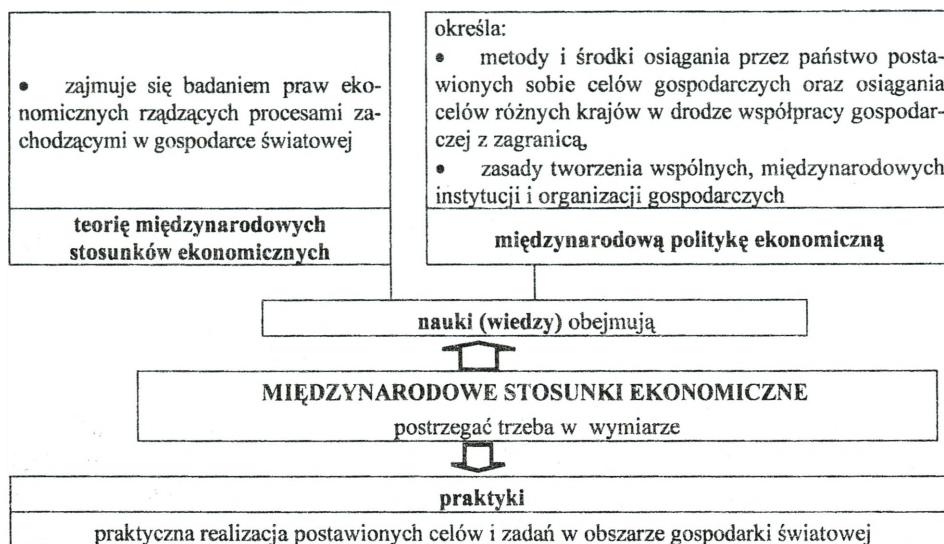 • zajmuje się badaniem praw eko-
nomicznych rządzących procesami za-
chodzącymi w gospodarce światowej
teorię międzynarodowych
stosunków ekonomicznych
określa:
• metody i środki osiągania przez państwo posta-
wionych sobie celów gospodarczych oraz osiągania
celów różnych krajów w drodze współpracy gospodar-
czej z zagranicą,
• zasady tworzenia wspólnych, międzynarodowych
instytucji i organizacji gospodarczych
międzynarodową politykę ekonomiczną
nauki (wiedzy) obejmują
MIĘDZYNARODOWE STOSUNKI EKONOMICZNE
postrzegać trzeba w wymiarze
praktyki
praktyczna realizacja postawionych celów i zadań w obszarze gospodarki światowej